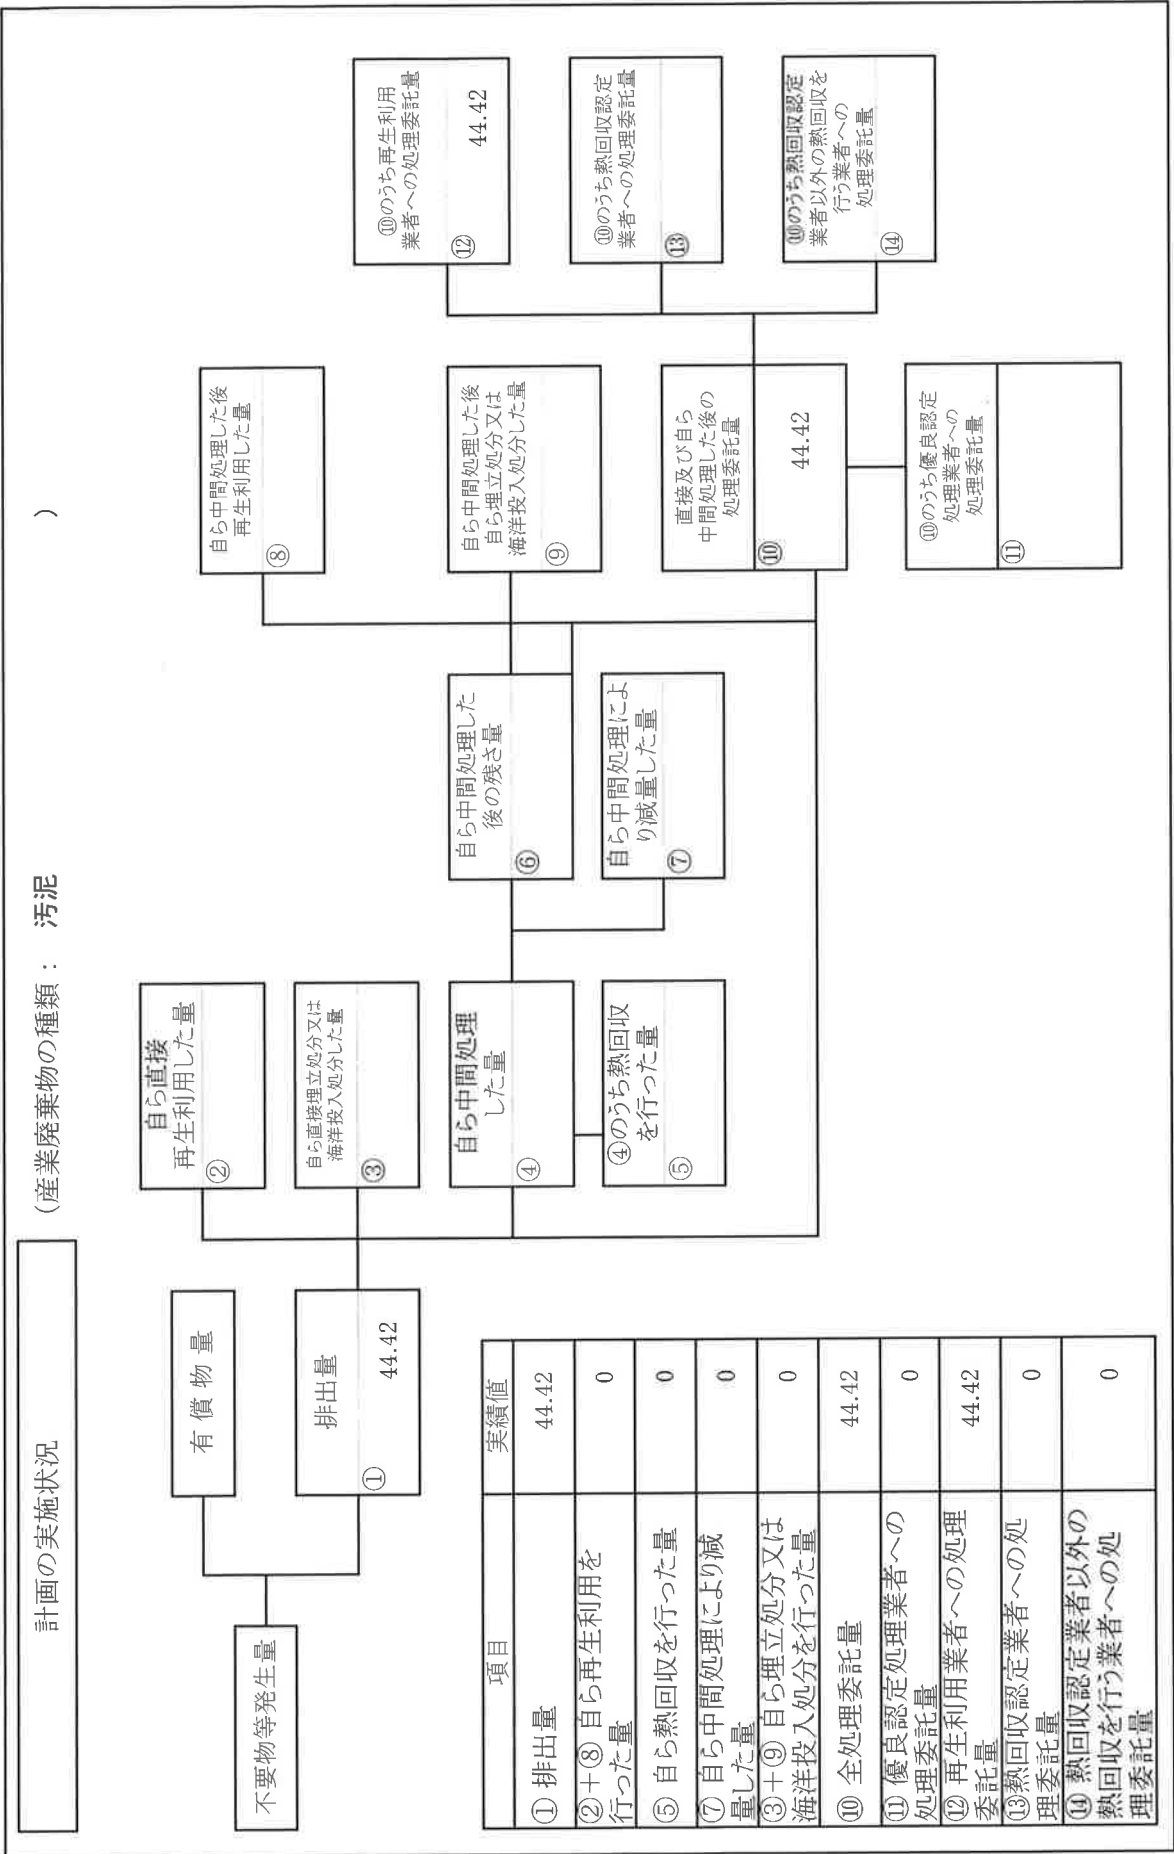 計画の実施状況
(産業廃棄物の種類： 汚泥 )
不要物等発生量
有償物量
排出量
① 44.42
自ら直接
再生利用した量
②
自ら直接埋立処分又は
海洋投入処分した量
③
自ら中間処理
した量
④
④のうち熱回収
を行った量
⑤
自ら中間処理した
後の残さ量
⑥
自ら中間処理によ
り減量した量
⑦
自ら中間処理した後
再生利用した量
⑧
自ら中間処理した後
自ら埋立処分又は
海洋投入処分した量
⑨
直接及び自ら
中間処理した後の
処理委託量
⑩ 44.42
⑩のうち優良認定
処理業者への
処理委託量
⑪
⑩のうち再生利用
業者への処理委託量
⑫ 44.42
⑩のうち熱回収認定
業者への処理委託量
⑬
⑩のうち熱回収認定
業者以外の熱回収を
行う業者への
処理委託量
⑭
項目 実績値
① 排出量 44.42
②＋⑧ 自ら再生利用を
行った量 0
⑤ 自ら熱回収を行った量 0
⑦ 自ら中間処理により減
量した量 0
③＋⑨ 自ら埋立処分又は
海洋投入処分を行った量 0
⑩ 全処理委託量 44.42
⑪ 優良認定処理業者への
処理委託量 0
⑫ 再生利用業者への処理
委託量 44.42
⑬熱回収認定業者への処
理委託量 0
⑭ 熱回収認定業者以外の
熱回収を行う業者への処
理委託量 0